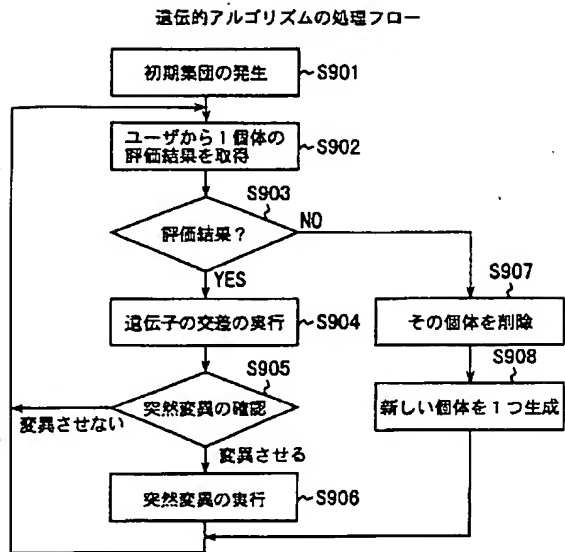 遺伝的アルゴリズムの処理フロー
初期集団の発生
S901
ユーザから1個体の
評価結果を取得
S902
S903
評価結果?
NO
YES
S907
遺伝子の交差の実行
S904
その個体を削除
S905
S908
突然変異の確認
新しい個体を1つ生成
変異させない
変異させる
突然変異の実行
S906